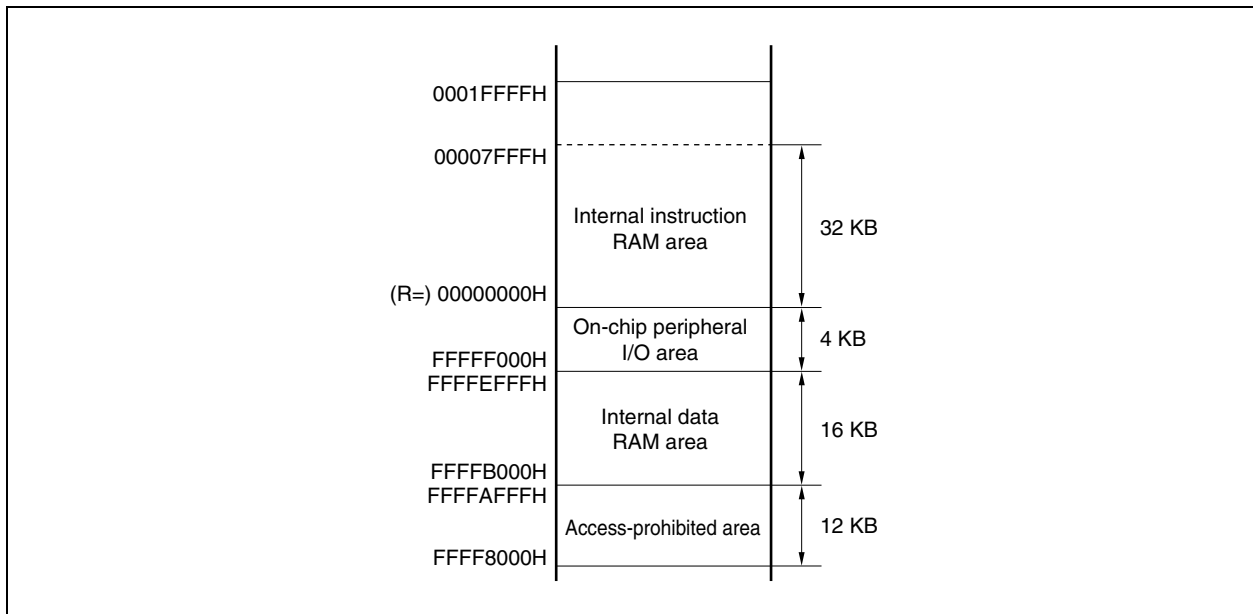 0001FFFFH
00007FFFH
Internal instruction
RAM area
32 KB
(R=) 00000000H
On-chip peripheral
I/O area
4 KB
FFFFF000H
FFFFEFFFH
Internal data
RAM area
16 KB
FFFFB000H
FFFFAFFFH
Access-prohibited area
12 KB
FFFF8000H